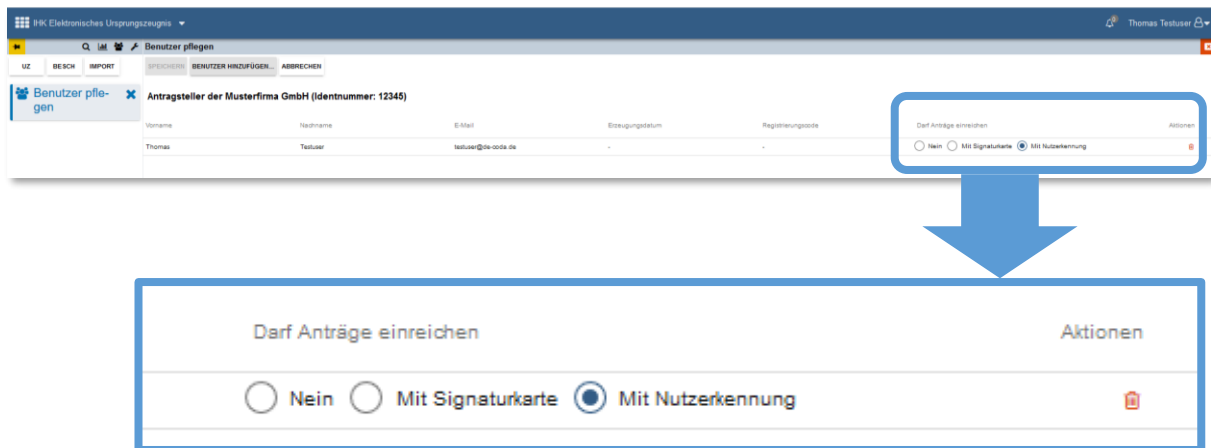 IHK Elektronisches Ursprungszeugnis
Thomas Testuser
Benutzer pflegen
UZ BESCH IMPORT
SPEICHERN BENUTZER HINZUFÜGEN... ABBRECHEN
Benutzer pfle-
gen
Antragsteller der Musterfirma GmbH (Identnummer: 12345)
Vorname Nachname E-Mail Erzeugungsdatum Registrierungscode Darf Anträge einreichen Aktionen
Thomas Testuser testuser@de-coda.de - - Nein Mit Signaturkarte Mit Nutzerkennung
Darf Anträge einreichen Aktionen
Nein Mit Signaturkarte Mit Nutzerkennung